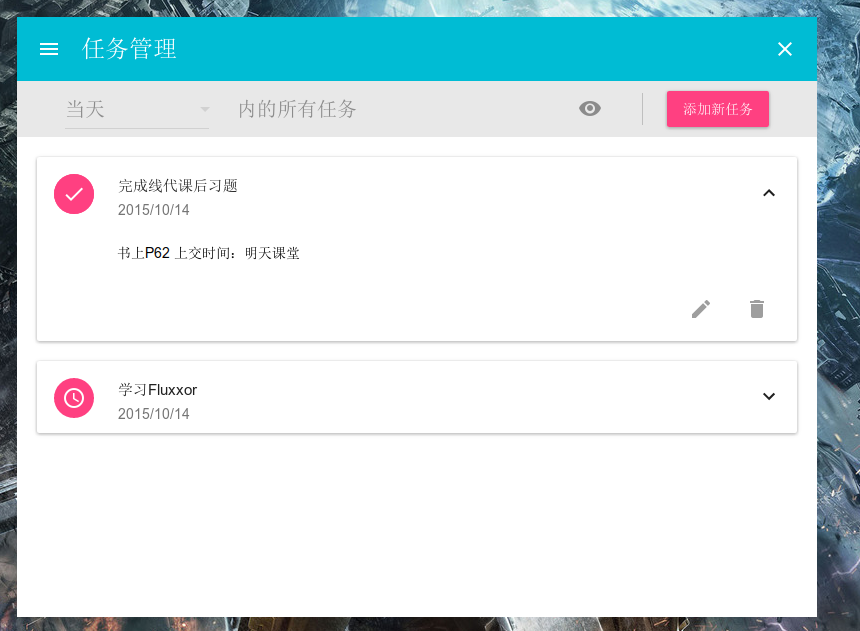 任务管理
当天 内的所有任务 添加新任务
完成线代课后习题
2015/10/14
书上P62 上交时间：明天课堂
学习Fluxxor
2015/10/14